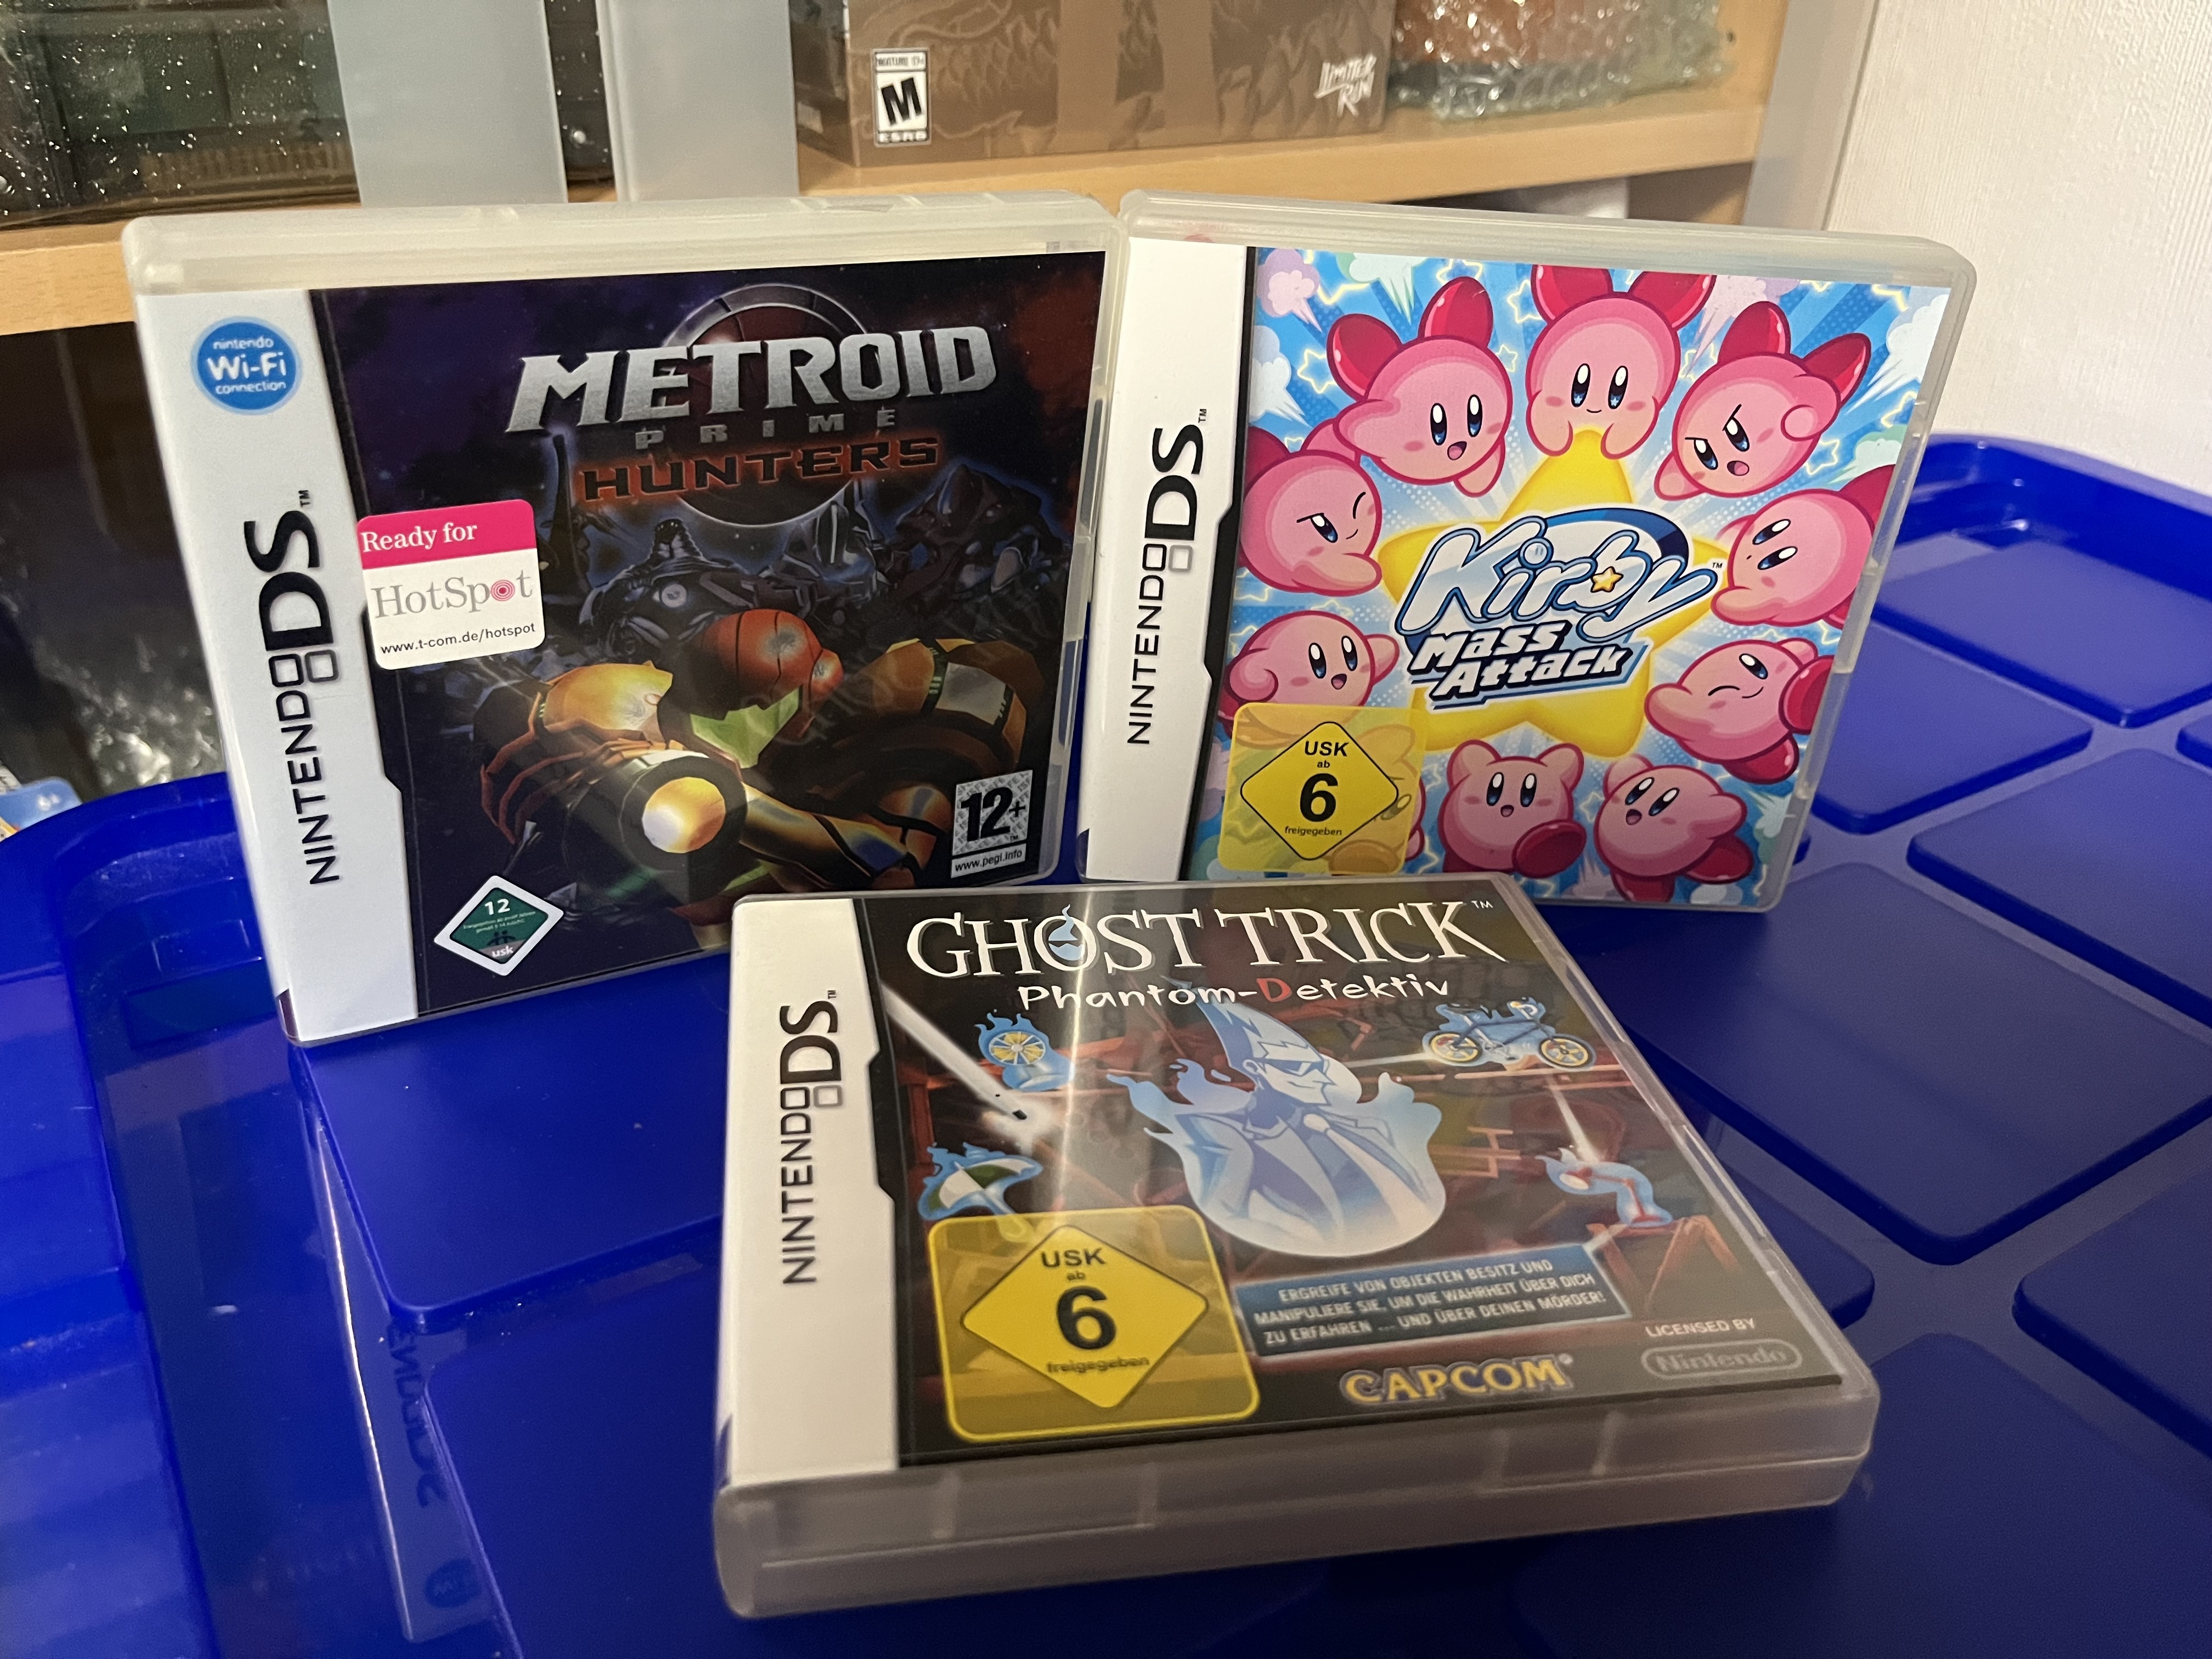 M
ESRB
LIMITED
RUN
nintendo
Wi-Fi
connection
NINTENDO DS™
METROID
PRIME
HUNTERS
Ready for
HotSpot
www.t-com.de/hotspot
12
usk
12+
www.pegi.info
NINTENDO DS™
Kirby™
Mass
Attack
USK
ab
6
freigegeben
NINTENDO DS™
GHOST TRICK™
Phantom-Detektiv
USK
ab
6
freigegeben
ERGREIFE VON OBJEKTEN BESITZ UND
MANIPULIERE SIE, UM DIE WAHRHEIT ÜBER DICH
ZU ERFAHREN ... UND ÜBER DEINEN MÖRDER!
CAPCOM®
LICENSED BY
Nintendo